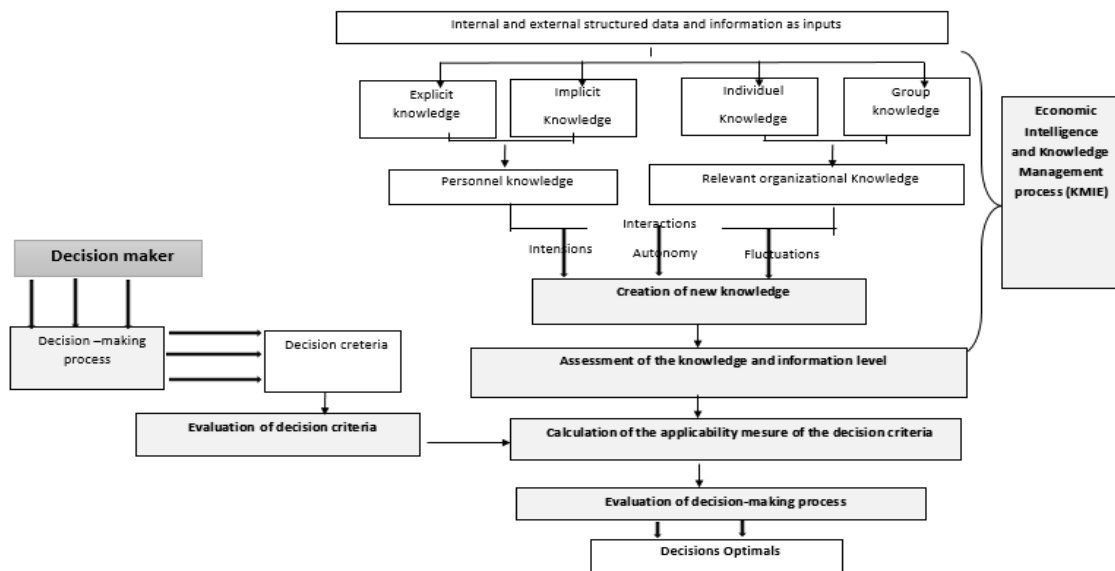 Internal and external structured data and information as inputs
Explicit
knowledge
Implicit
Knowledge
Individuel
Knowledge
Group
knowledge
Economic
Intelligence
and Knowledge
Management
process (KMIE)
Personnel knowledge
Relevant organizational Knowledge
Interactions
Intensions
Autonomy
Fluctuations
Decision maker
Creation of new knowledge
Decision –making
process
Decision creteria
Assessment of the knowledge and information level
Evaluation of decision criteria
Calculation of the applicability mesure of the decision criteria
Evaluation of decision-making process
Decisions Optimals